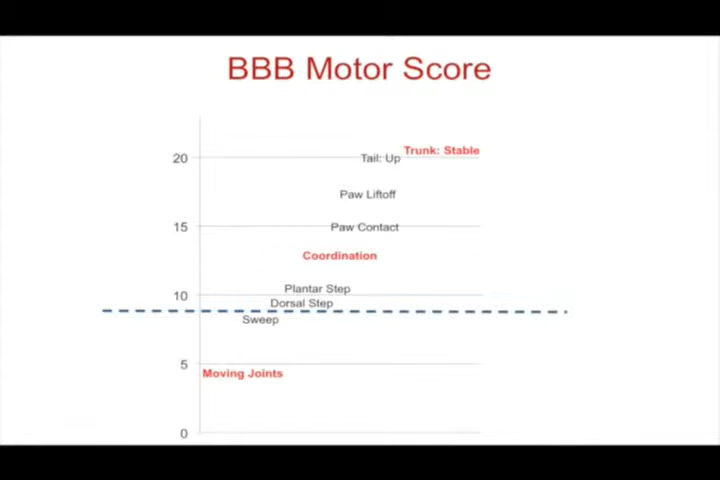 BBB Motor Score
20
Trunk: Stable
Tail: Up
Paw Liftoff
15
Paw Contact
Coordination
Plantar Step
10
Dorsal Step
Sweep
5
Moving Joints
0